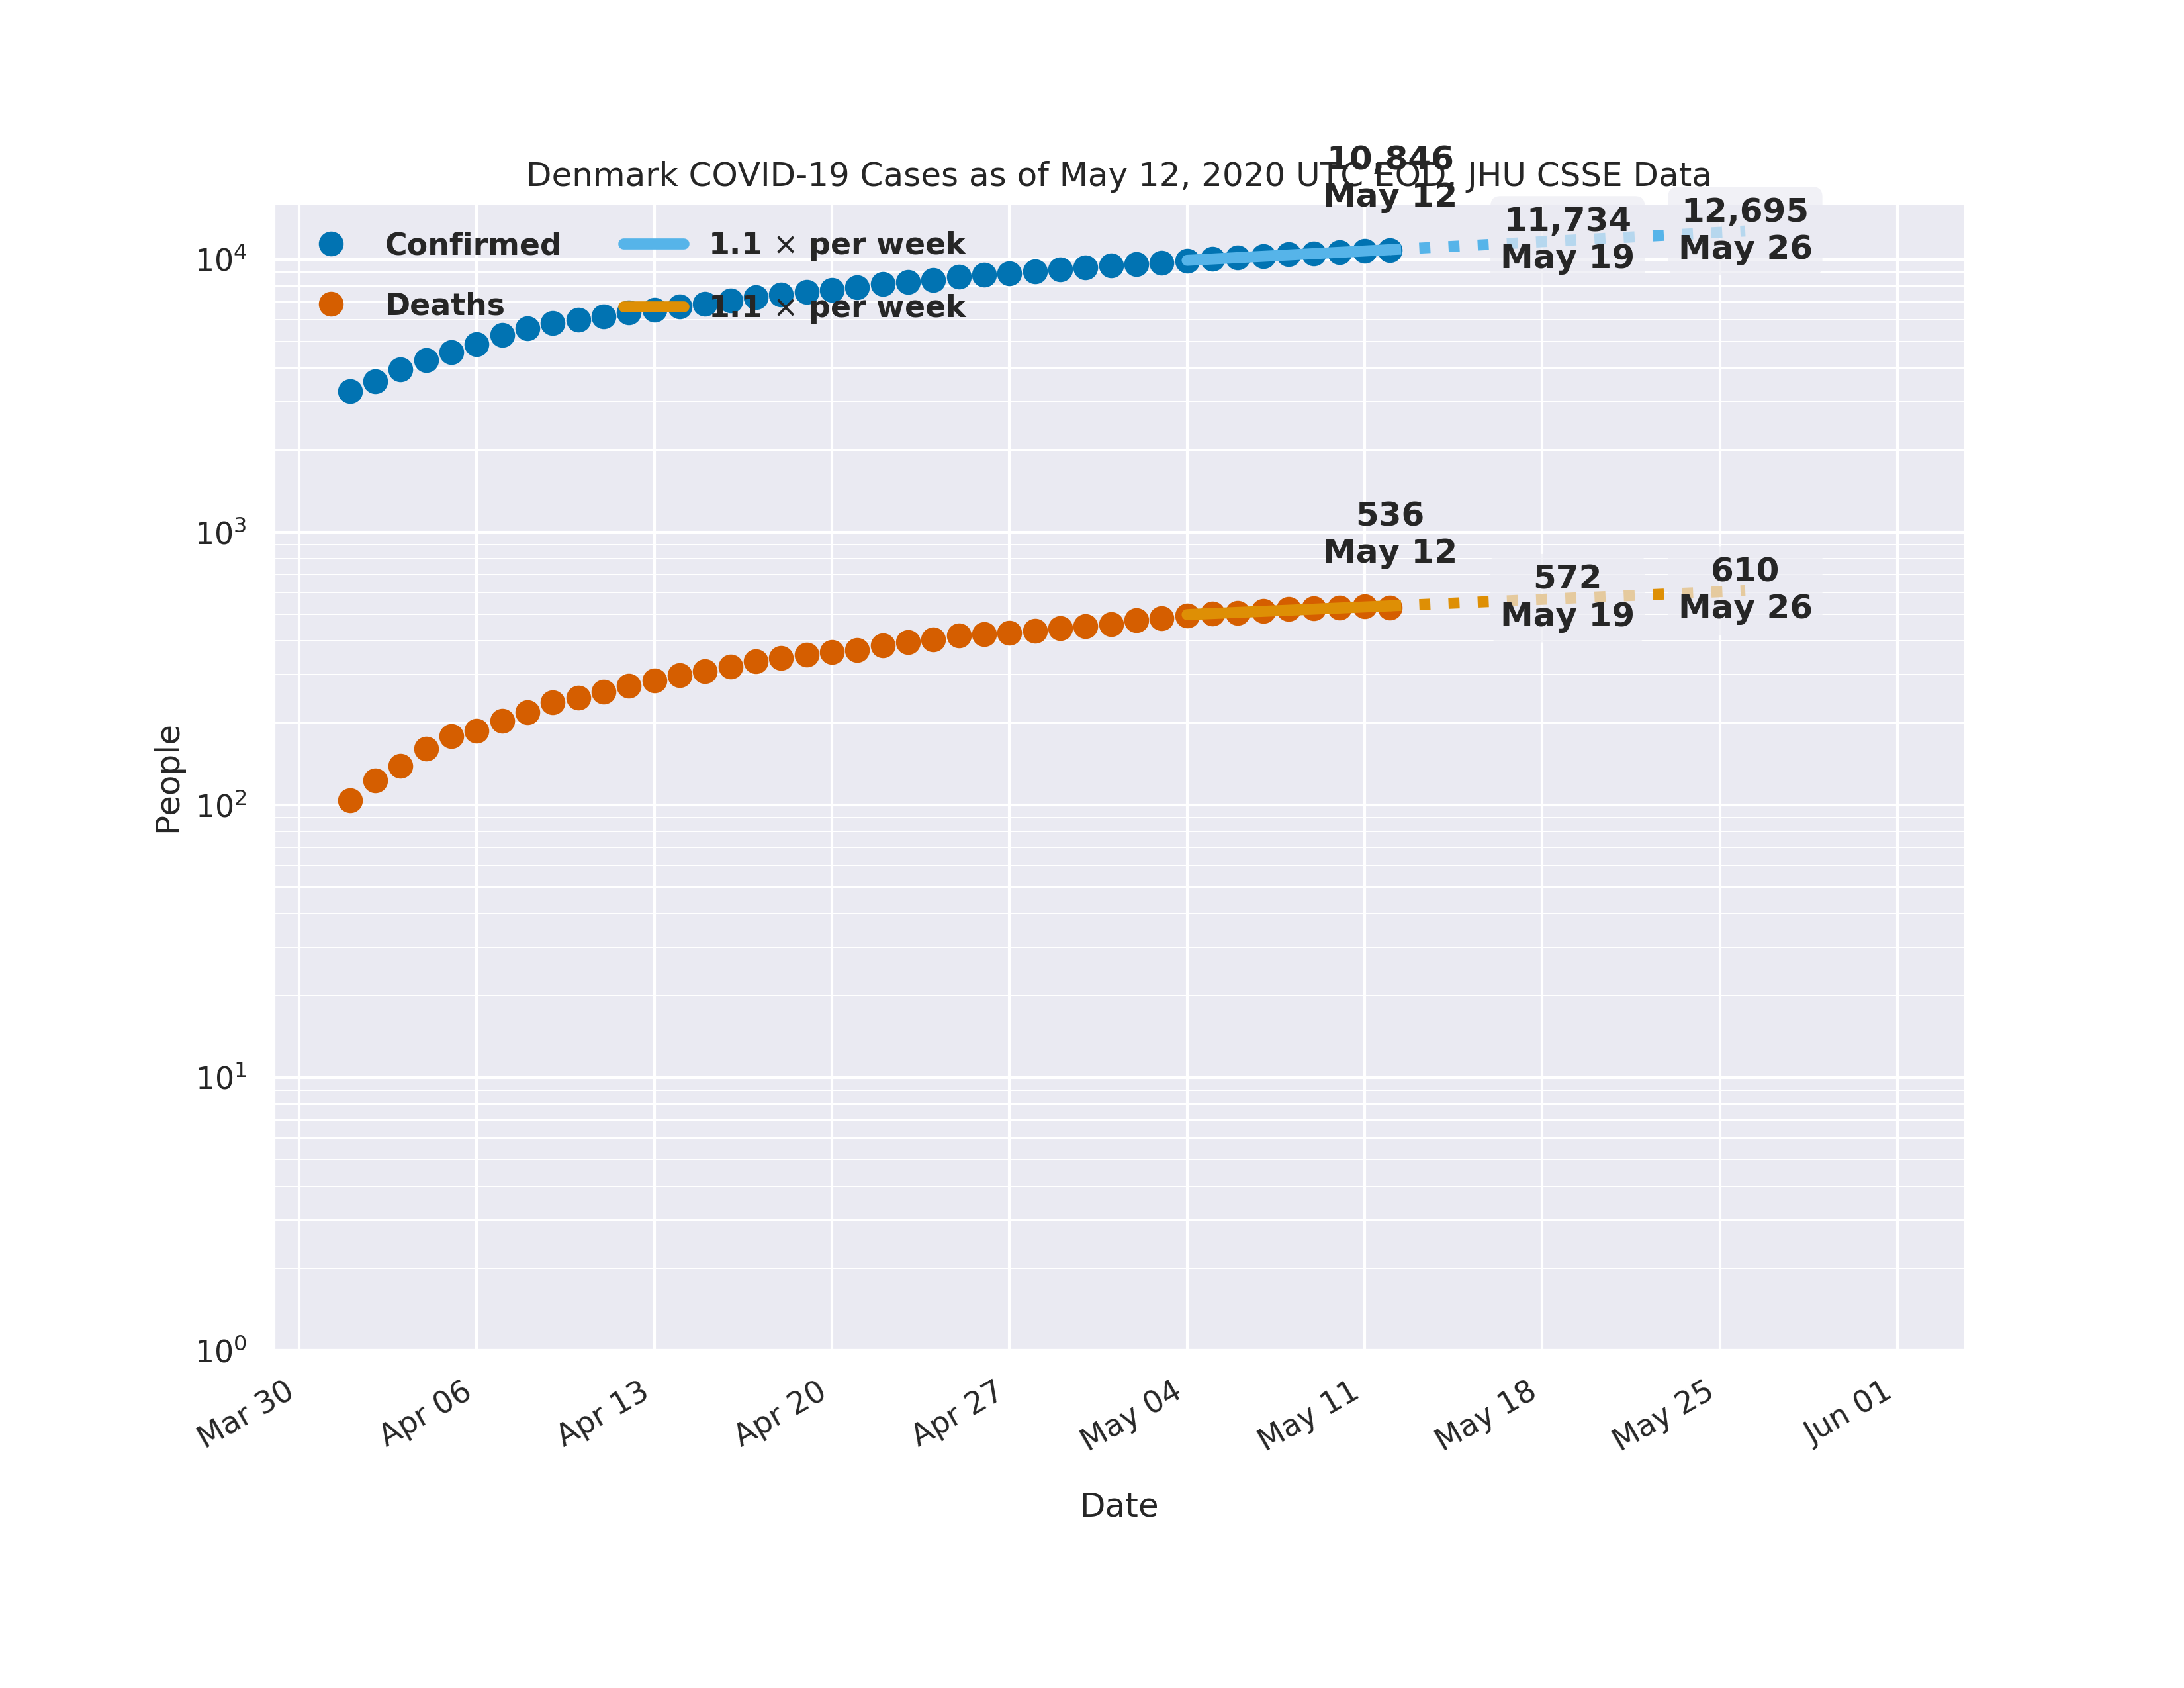 10,846
May 12
Denmark COVID-19 Cases as of May 12, 2020 UTC EOD, JHU CSSE Data
11,734
May 19
12,695
May 26
Confirmed
1.1 × per week
Deaths
1.1 × per week
536
May 12
572
May 19
610
May 26
10⁴
10³
10²
10¹
10⁰
People
Mar 30
Apr 06
Apr 13
Apr 20
Apr 27
May 04
May 11
May 18
May 25
Jun 01
Date